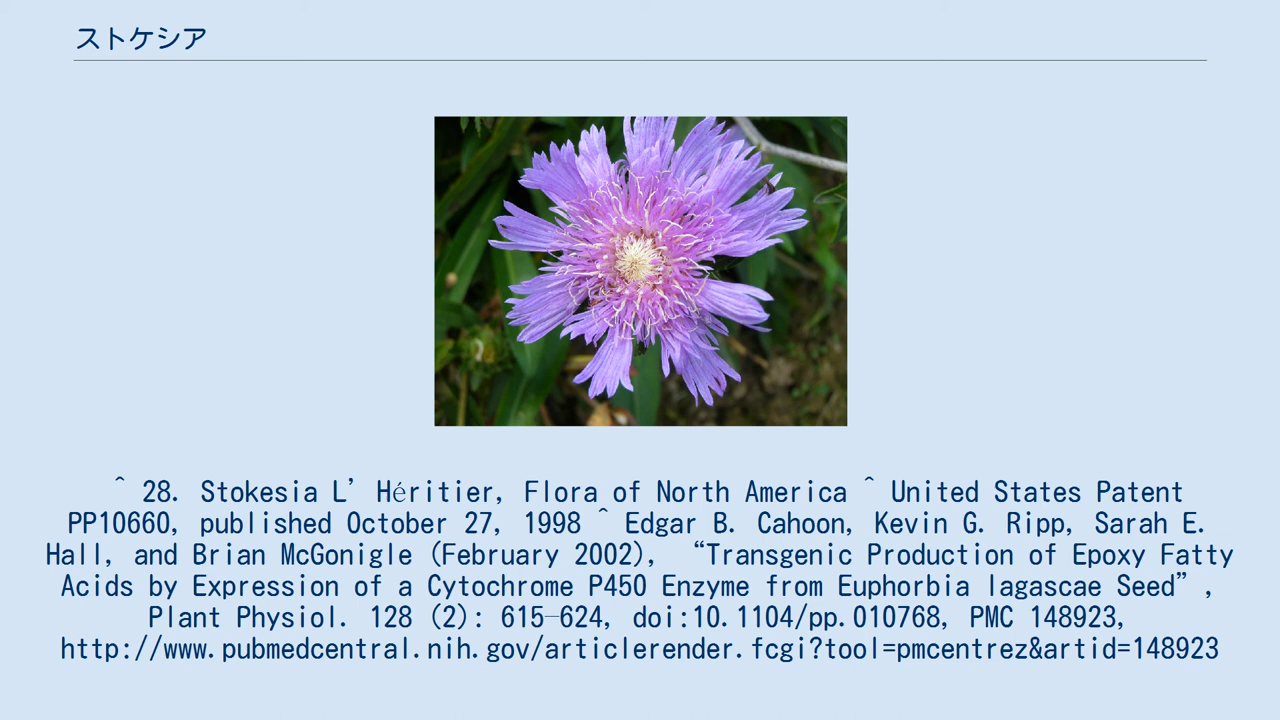 ストケシア
^ 28. Stokesia L’Héritier, Flora of North America ^ United States Patent
PP10660, published October 27, 1998 ^ Edgar B. Cahoon, Kevin G. Ripp, Sarah E.
Hall, and Brian McGonigle (February 2002), “Transgenic Production of Epoxy Fatty
Acids by Expression of a Cytochrome P450 Enzyme from Euphorbia lagascae Seed”,
Plant Physiol. 128 (2): 615–624, doi:10.1104/pp.010768, PMC 148923,
http://www.pubmedcentral.nih.gov/articlerender.fcgi?tool=pmcentrez&artid=148923